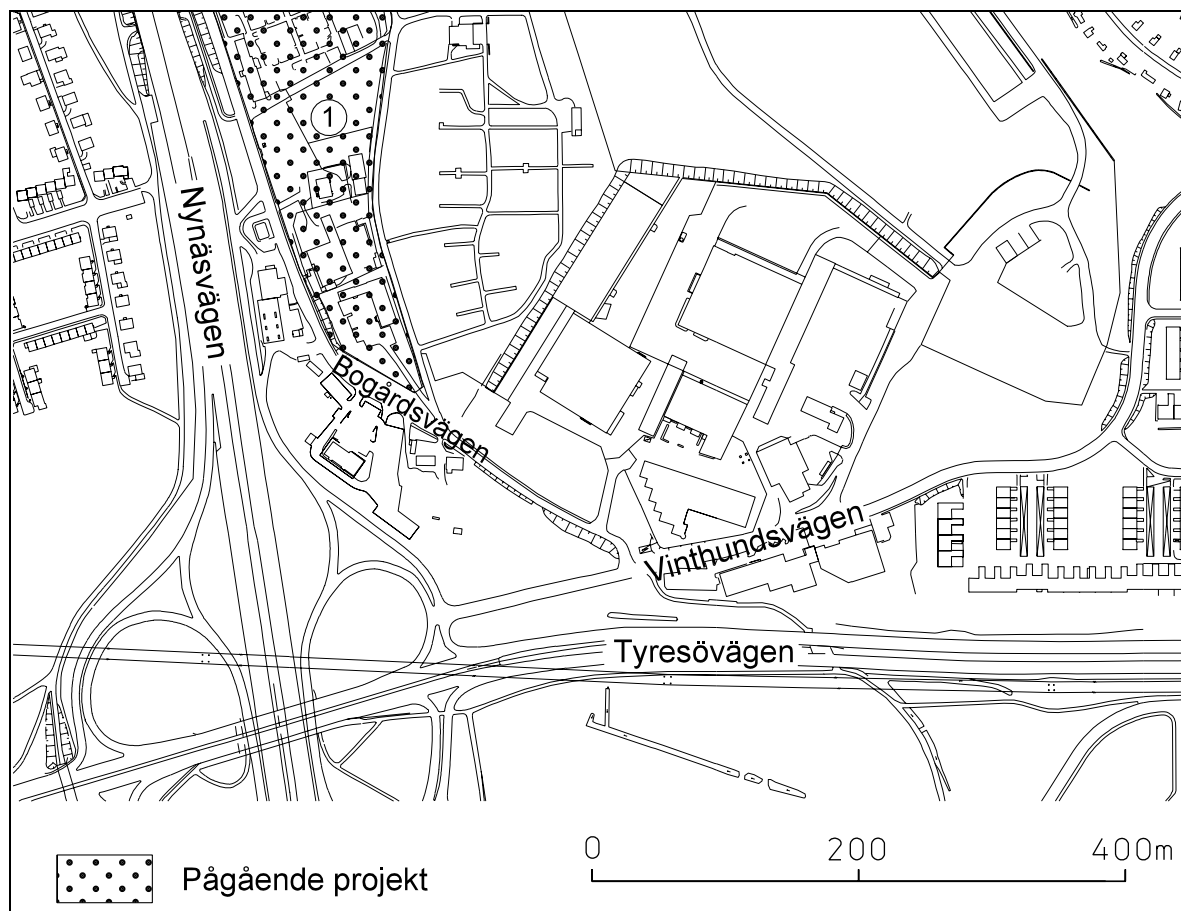 1
Nynäsvägen
Bogårdsvägen
Vinthundsvägen
Tyresövägen
0 200 400m
Pågående projekt